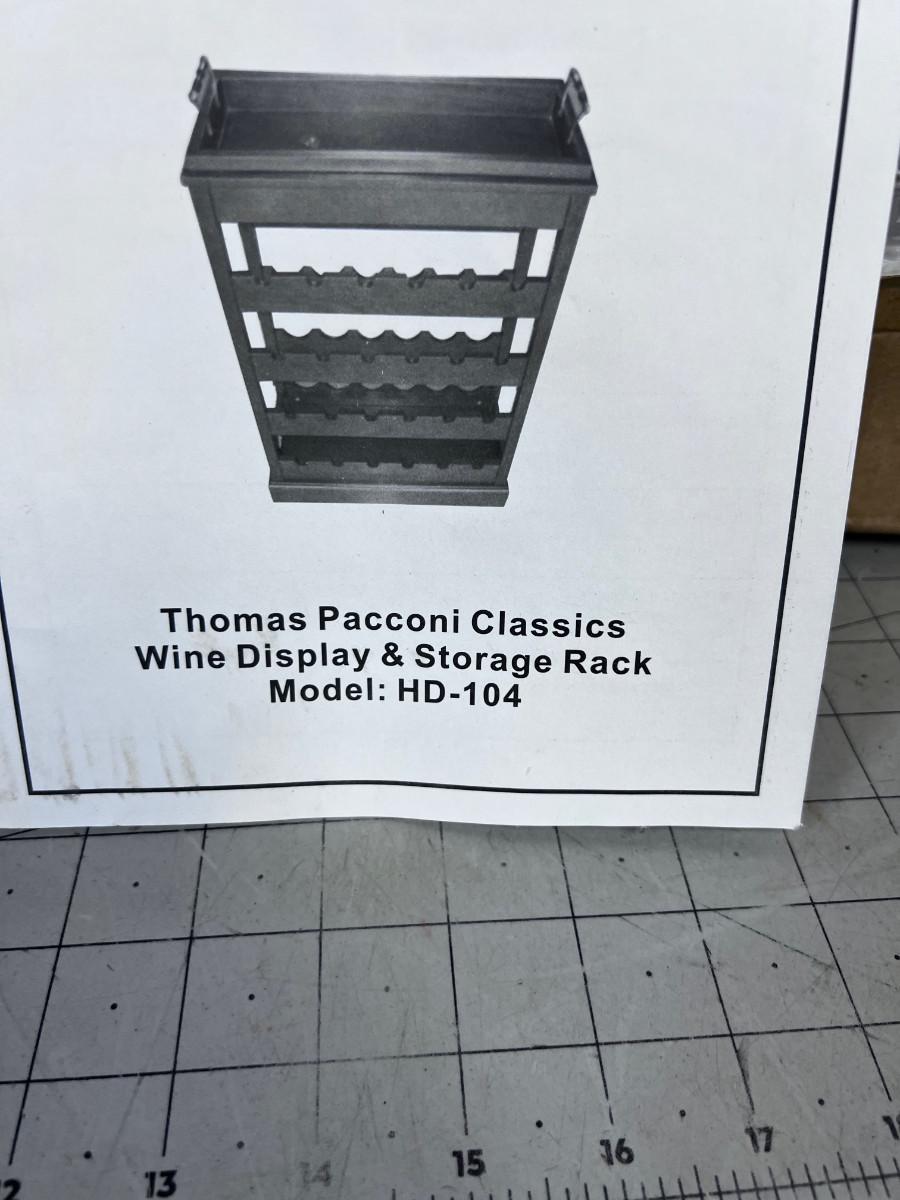 Thomas Pacconi Classics
Wine Display & Storage Rack
Model: HD-104
13 14 15 16 17